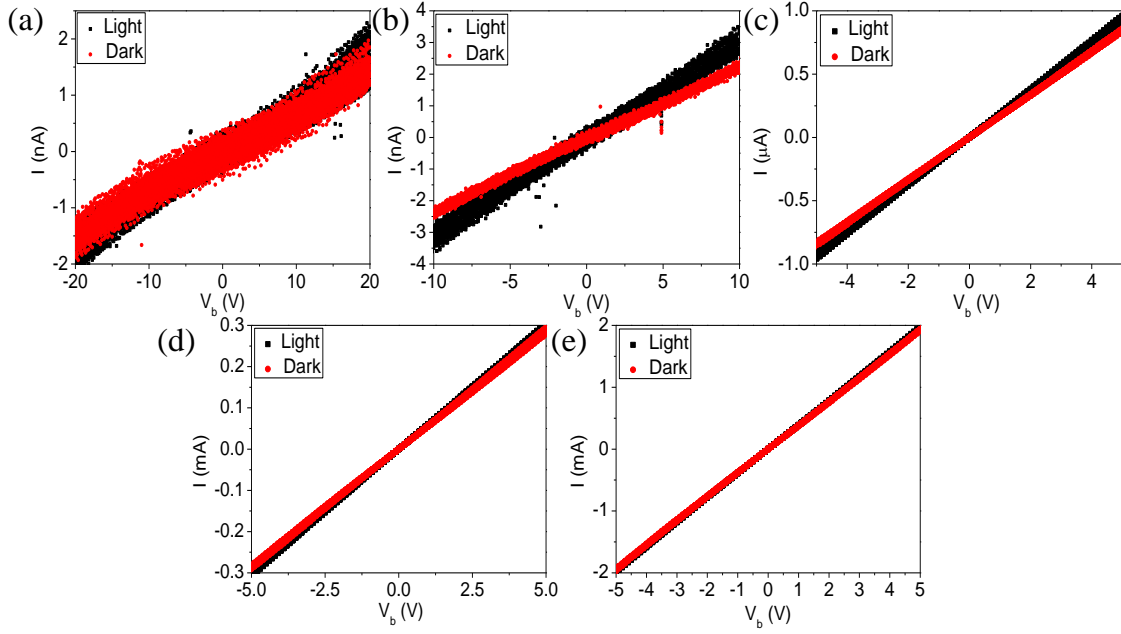 (a)
Light
Dark
2
1
0
-1
-2
I (nA)
-20
-10
0
10
20
V_b (V)
(b)
Light
Dark
4
3
2
1
0
-1
-2
-3
-4
I (nA)
-10
-5
0
5
10
V_b (V)
(c)
Light
Dark
1.0
0.5
0.0
-0.5
-1.0
I (μA)
-4
-2
0
2
4
V_b (V)
(d)
Light
Dark
0.3
0.2
0.1
0.0
-0.1
-0.2
-0.3
I (mA)
-5.0
-2.5
0.0
2.5
5.0
V_b (V)
(e)
Light
Dark
2
1
0
-1
-2
I (mA)
-5
-4
-3
-2
-1
0
1
2
3
4
5
V_b (V)